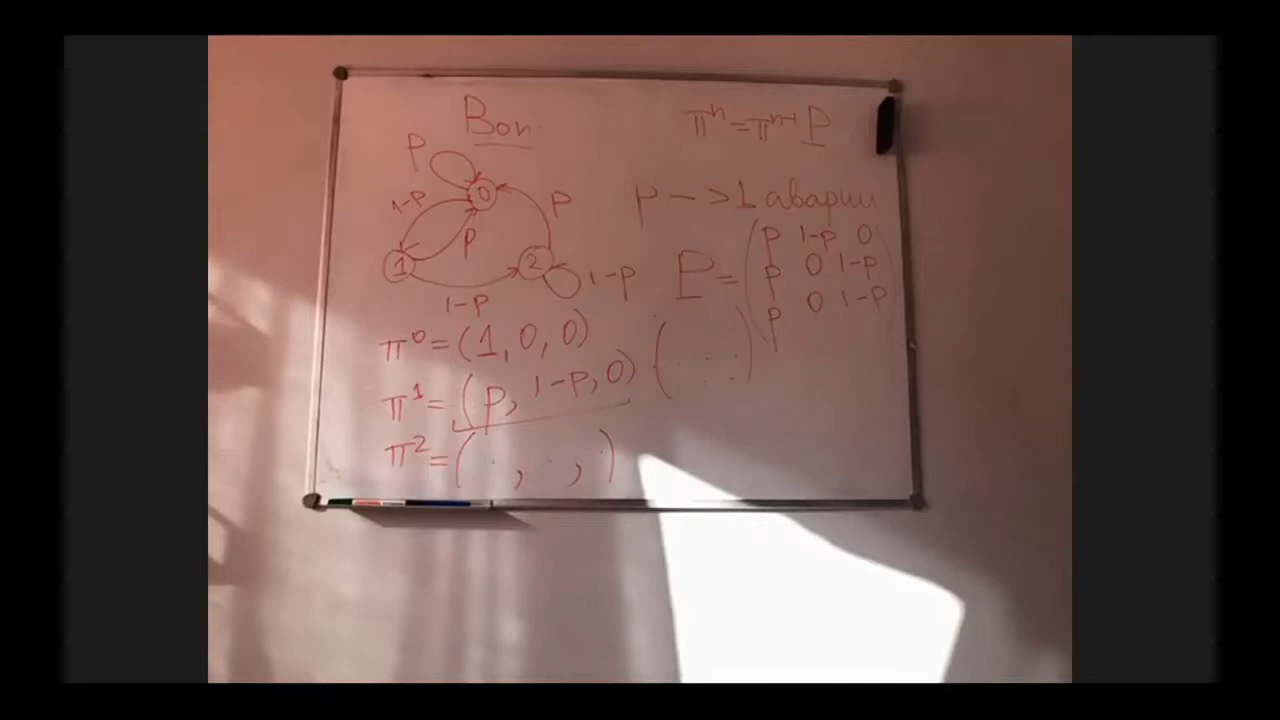 Bon
πⁿ = πⁿ⁻¹ P
p
0
1-p
p
p
p -> 1 аварии
1
2
1-p
1-p
P = (p 1-p 0
p 0 1-p
p 0 1-p)
π⁰ = (1, 0, 0)
π¹ = (p, 1-p, 0) (. . .)
π² = ( . , . , . )